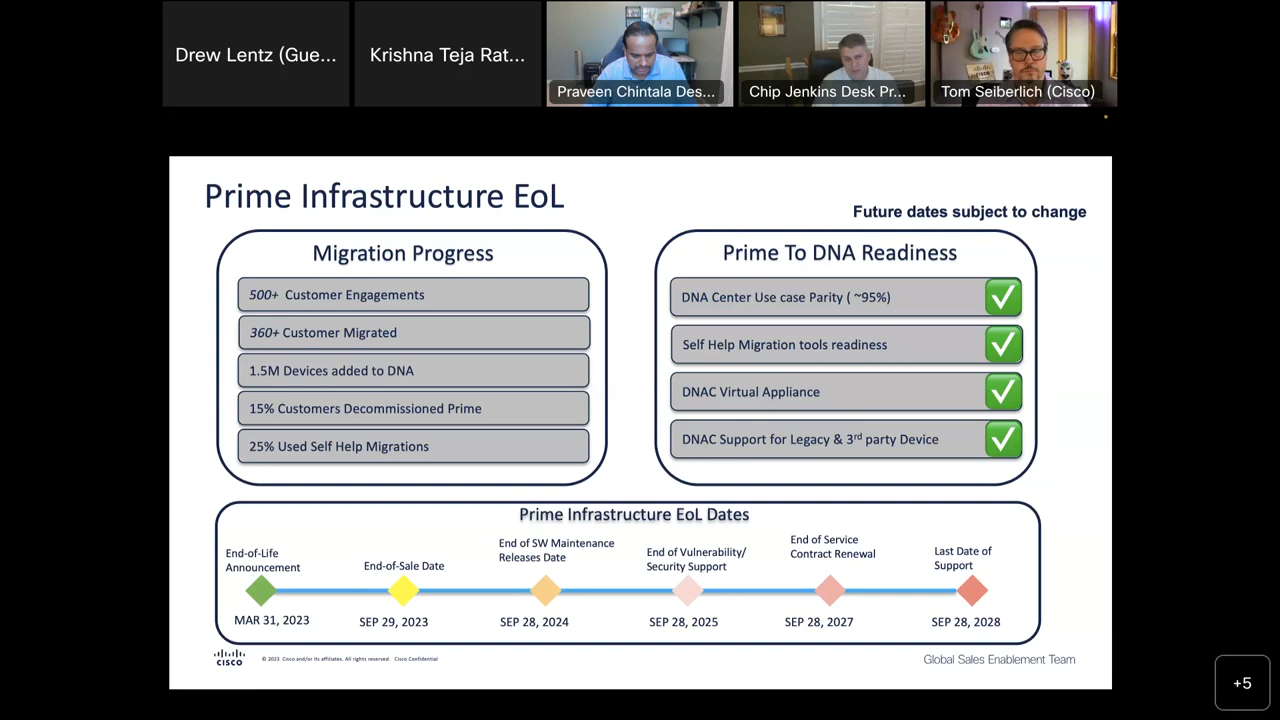 Drew Lentz (Gue...
Krishna Teja Rat...
Praveen Chintala Des...
Chip Jenkins Desk Pr...
Tom Seiberlich (Cisco)
Prime Infrastructure EoL
Future dates subject to change
Migration Progress
500+ Customer Engagements
360+ Customer Migrated
1.5M Devices added to DNA
15% Customers Decommissioned Prime
25% Used Self Help Migrations
Prime To DNA Readiness
DNA Center Use case Parity ( ~95%)
Self Help Migration tools readiness
DNAC Virtual Appliance
DNAC Support for Legacy & 3rd party Device
Prime Infrastructure EoL Dates
End-of-Life
Announcement
MAR 31, 2023
End-of-Sale Date
SEP 29, 2023
End of SW Maintenance
Releases Date
SEP 28, 2024
End of Vulnerability/
Security Support
SEP 28, 2025
End of Service
Contract Renewal
SEP 28, 2027
Last Date of
Support
SEP 28, 2028
CISCO
© 2023 Cisco and/or its affiliates. All rights reserved. Cisco Confidential
Global Sales Enablement Team
+5